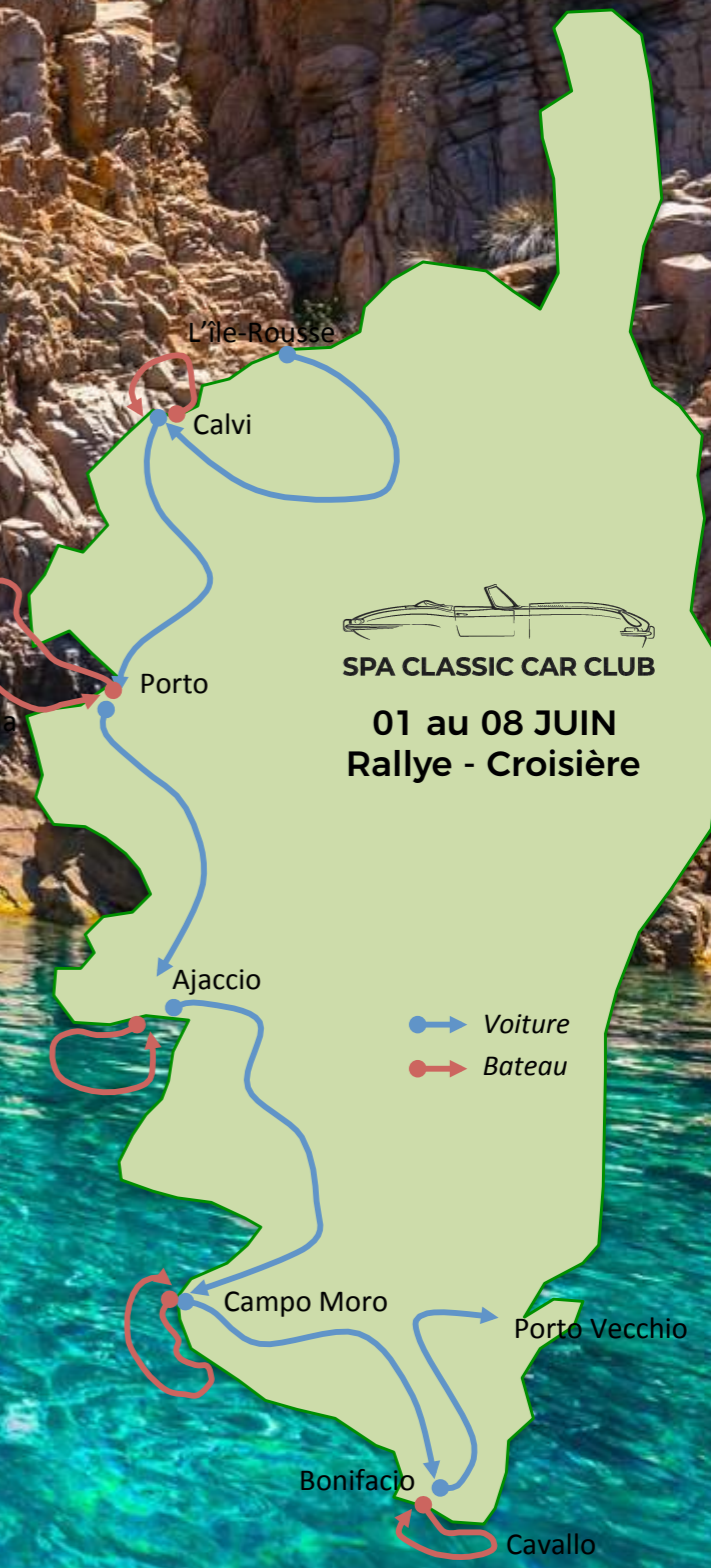 L'île-Rousse
Calvi
Porto
SPA CLASSIC CAR CLUB
01 au 08 JUIN
Rallye - Croisière
Ajaccio
Voiture
Bateau
Campo Moro
Porto Vecchio
Bonifacio
Cavallo